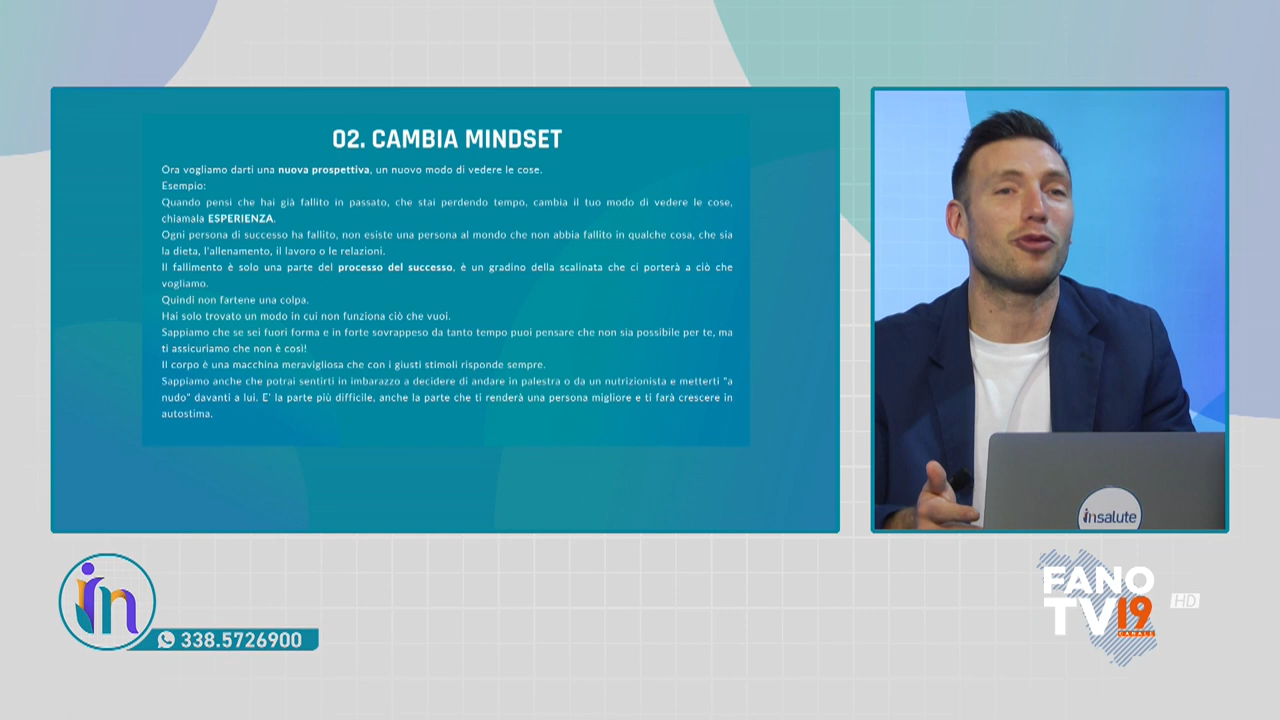 02. CAMBIA MINDSET
Ora vogliamo darti una nuova prospettiva, un nuovo modo di vedere le cose.
Esempio:
Quando pensi che hai già fallito in passato, che stai perdendo tempo, cambia il tuo modo di vedere le cose,
chiamala ESPERIENZA.
Ogni persona di successo ha fallito, non esiste una persona al mondo che non abbia fallito in qualche cosa, che sia
la dieta, l'allenamento, il lavoro o le relazioni.
Il fallimento è solo una parte del processo del successo, è un gradino della scalinata che ci porterà a ciò che
vogliamo.
Quindi non fartene una colpa.
Hai solo trovato un modo in cui non funziona ciò che vuoi.
Sappiamo che se sei fuori forma e in forte sovrappeso da tanto tempo puoi pensare che non sia possibile per te, ma
ti assicuriamo che non è così!
Il corpo è una macchina meravigliosa che con i giusti stimoli risponde sempre.
Sappiamo anche che potrai sentirti in imbarazzo a decidere di andare in palestra o da un nutrizionista e metterti "a
nudo" davanti a lui. E' la parte più difficile, anche la parte che ti renderà una persona migliore e ti farà crescere in
autostima.
insalute
in
338.5726900
FANO
TV19
CANALE
HD